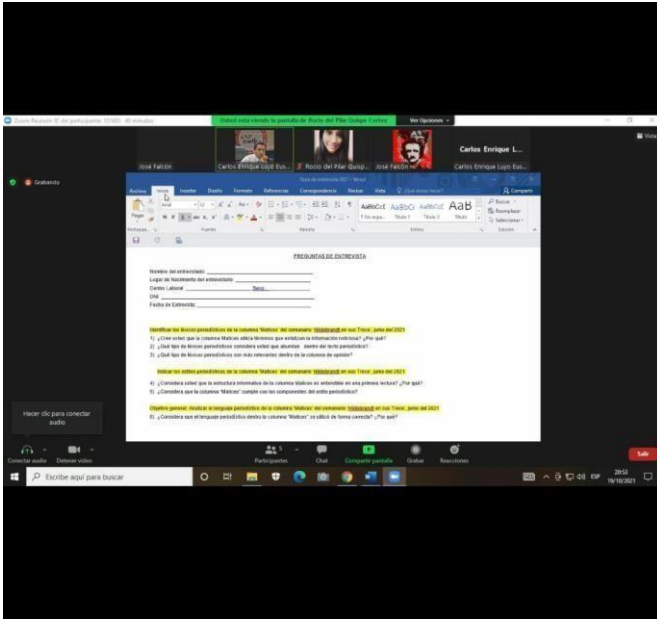 Zoom Reunión ID del participante: 101083 40 minutos
Usted está viendo la pantalla de Rocio del Pilar Quispe Cortez
Ver Opciones
Vista
José Falcón
Carlos Enrique Lujo Eus...
Rocio del Pilar Quisp...
José Falcón
Carlos Enrique L...
Carlos Enrique Lujo Eus...
Grabando
Archivo Inicio Insertar Diseño Formato Referencias Correspondencia Revisar Vista
Compartir
Pegar
Arial
12
N K S
AaBbCcI AaBbCc AaBbCcC AaB
Título 1 Título 2 Título
Buscar
Reemplazar
Seleccionar
Fuente
Párrafo
Estilos
Edición
PREGUNTAS DE ENTREVISTA
Nombre del entrevistado:
Lugar de Nacimiento del entrevistado:
Centro Laboral: Sexo:
DNI:
Fecha de Entrevista:
Identificar los léxicos periodísticos de la columna 'Matices' del semanario 'Hildebrandt en sus Trece', junio del 2021
1) ¿Cree usted que la columna Matices utiliza términos que enfatizan la información noticiosa? ¿Por qué?
2) ¿Qué tipo de léxicos periodísticos considera usted que abundan dentro del texto periodístico?
3) ¿Qué tipo de léxicos periodísticos son más relevantes dentro de la columna de opinión?
Indicar los estilos periodísticos de la columna 'Matices' del semanario 'Hildebrandt en sus Trece', junio del 2021
4) ¿Considera usted que la estructura informativa de la columna Matices es entendible en una primera lectura? ¿Por qué?
5) ¿Considera que la columna "Matices" cumple con los componentes del estilo periodístico?
Objetivo general: Analizar el lenguaje periodístico de la columna 'Matices' del semanario 'Hildebrandt en sus Trece', junio del 2021
6) ¿Considera que el lenguaje periodístico dentro la columna "Matices" se utilizó de forma correcta? ¿Por qué?
Hacer clic para conectar
audio
Conectar audio
Detener video
5
Participantes
Chat
Compartir pantalla
Grabar
Reacciones
Salir
Escribe aquí para buscar
ESP
20:53
19/10/2021